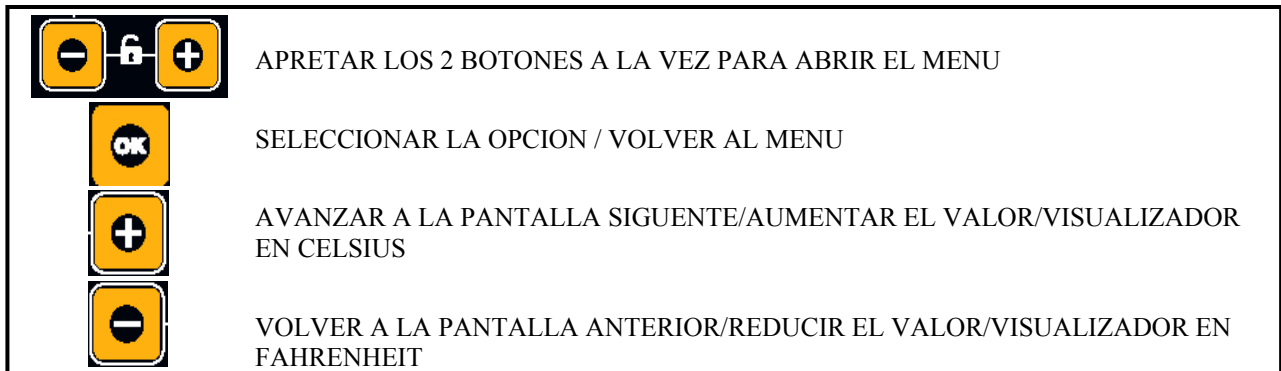 APRETAR LOS 2 BOTONES A LA VEZ PARA ABRIR EL MENU
OK
SELECCIONAR LA OPCION / VOLVER AL MENU
AVANZAR A LA PANTALLA SIGUENTE/AUMENTAR EL VALOR/VISUALIZADOR
EN CELSIUS
VOLVER A LA PANTALLA ANTERIOR/REDUCIR EL VALOR/VISUALIZADOR EN
FAHRENHEIT